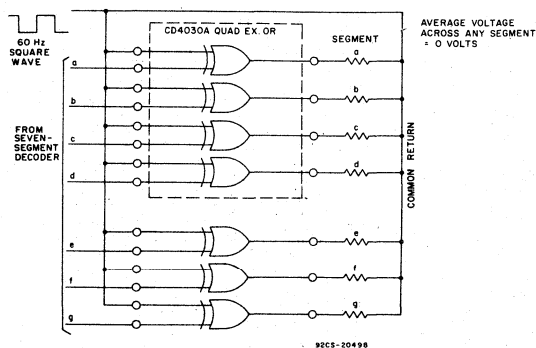 CD4030A QUAD EX. OR
SEGMENT
AVERAGE VOLTAGE
ACROSS ANY SEGMENT
= 0 VOLTS
60 Hz
SQUARE
WAVE
a
a
b
b
FROM
SEVEN-
SEGMENT
DECODER
c
c
d
d
COMMON RETURN
e
e
f
f
g
g
92CS-20498